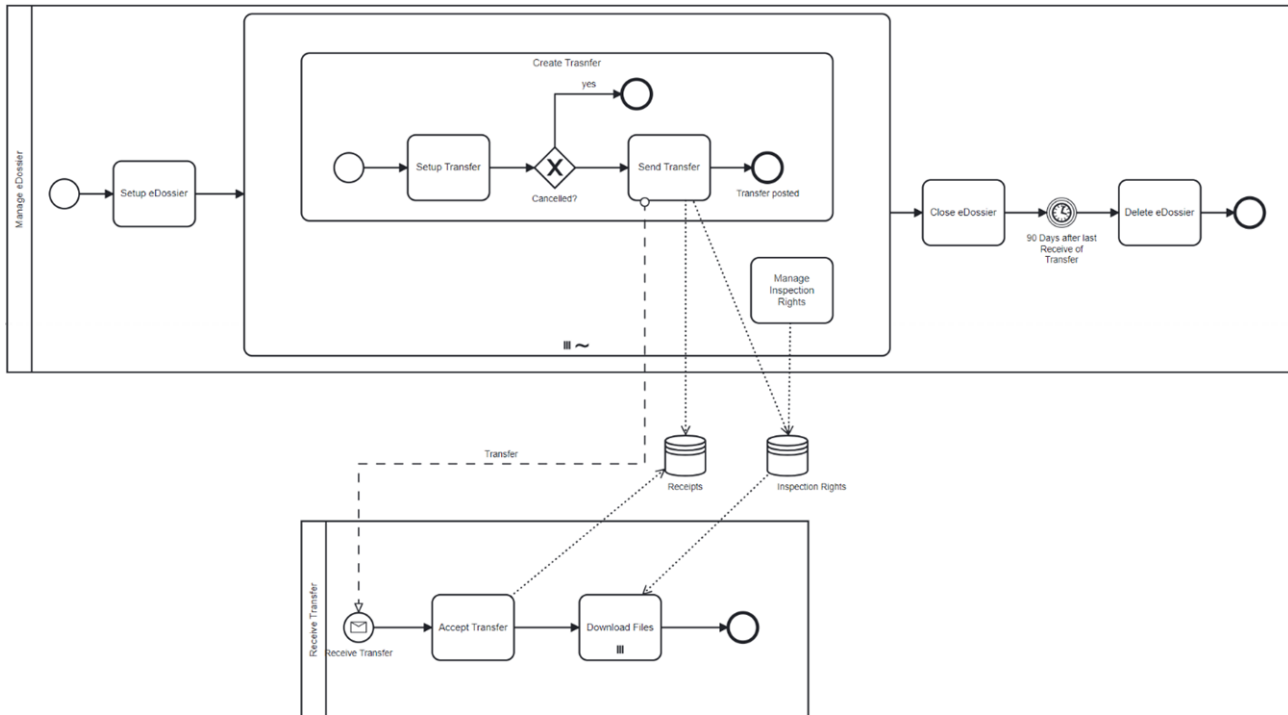 Manage eDossier
Setup eDossier
Create Trasnfer
yes
Setup Transfer
Cancelled?
Send Transfer
Transfer posted
Manage
Inspection
Rights
Close eDossier
90 Days after last
Receive of
Transfer
Delete eDossier
Transfer
Receipts
Inspection Rights
Receive Transfer
Receive Transfer
Accept Transfer
Download Files